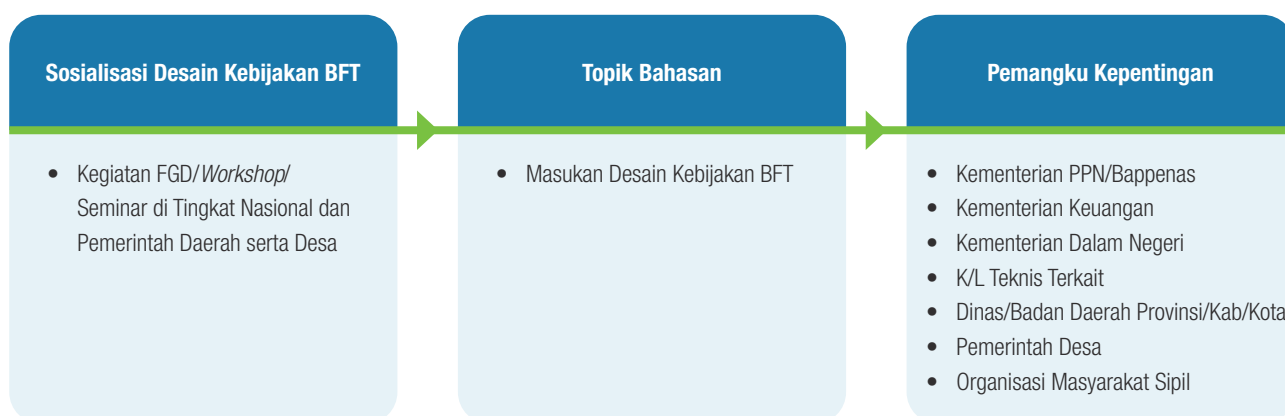 Sosialisasi Desain Kebijakan BFT
• Kegiatan FGD/Workshop/
Seminar di Tingkat Nasional dan
Pemerintah Daerah serta Desa
Topik Bahasan
• Masukan Desain Kebijakan BFT
Pemangku Kepentingan
• Kementerian PPN/Bappenas
• Kementerian Keuangan
• Kementerian Dalam Negeri
• K/L Teknis Terkait
• Dinas/Badan Daerah Provinsi/Kab/Kota
• Pemerintah Desa
• Organisasi Masyarakat Sipil